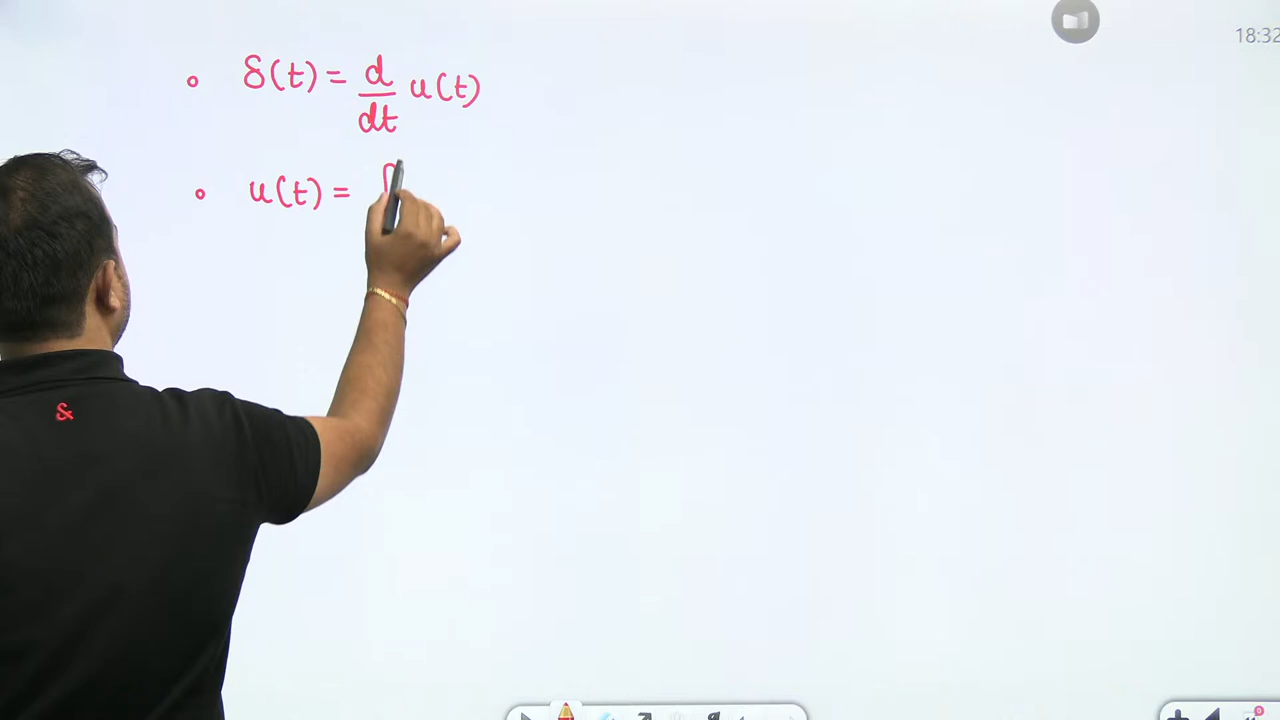 18:32
• δ(t) = d/dt u(t)
• u(t) = ∫
&